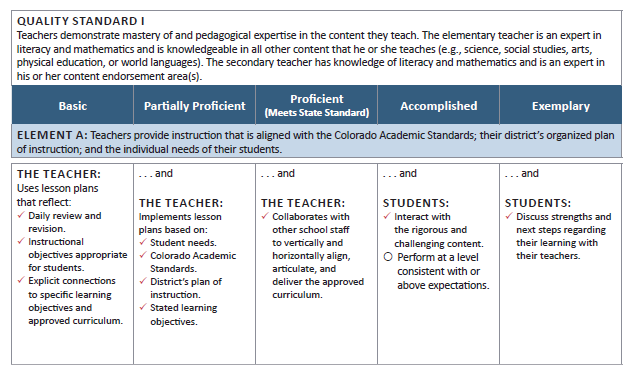 QUALITY STANDARD I
Teachers demonstrate mastery of and pedagogical expertise in the content they teach. The elementary teacher is an expert in
literacy and mathematics and is knowledgeable in all other content that he or she teaches (e.g., science, social studies, arts,
physical education, or world languages). The secondary teacher has knowledge of literacy and mathematics and is an expert in
his or her content endorsement area(s).
Basic
Partially Proficient
Proficient
(Meets State Standard)
Accomplished
Exemplary
ELEMENT A: Teachers provide instruction that is aligned with the Colorado Academic Standards; their district's organized plan
of instruction; and the individual needs of their students.
THE TEACHER:
Uses lesson plans
that reflect:
✓ Daily review and
revision.
✓ Instructional
objectives appropriate
for students.
✓ Explicit connections
to specific learning
objectives and
approved curriculum.
. . . and
THE TEACHER:
Implements lesson
plans based on:
✓ Student needs.
✓ Colorado Academic
Standards.
✓ District's plan of
instruction.
✓ Stated learning
objectives.
. . . and
THE TEACHER:
✓ Collaborates with
other school staff
to vertically and
horizontally align,
articulate, and
deliver the approved
curriculum.
. . . and
STUDENTS:
✓ Interact with
the rigorous and
challenging content.
○ Perform at a level
consistent with or
above expectations.
. . . and
STUDENTS:
✓ Discuss strengths and
next steps regarding
their learning with
their teachers.